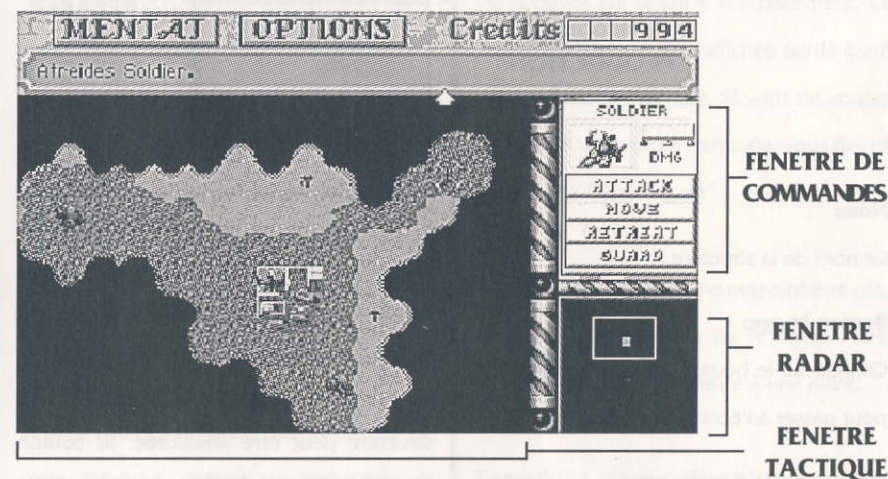 MENTAT OPTIONS Credits 994
Atreides Soldier.
SOLDIER
DMG
ATTACK
MOVE
RETREAT
GUARD
FENETRE DE
COMMANDES
FENETRE
RADAR
FENETRE
TACTIQUE